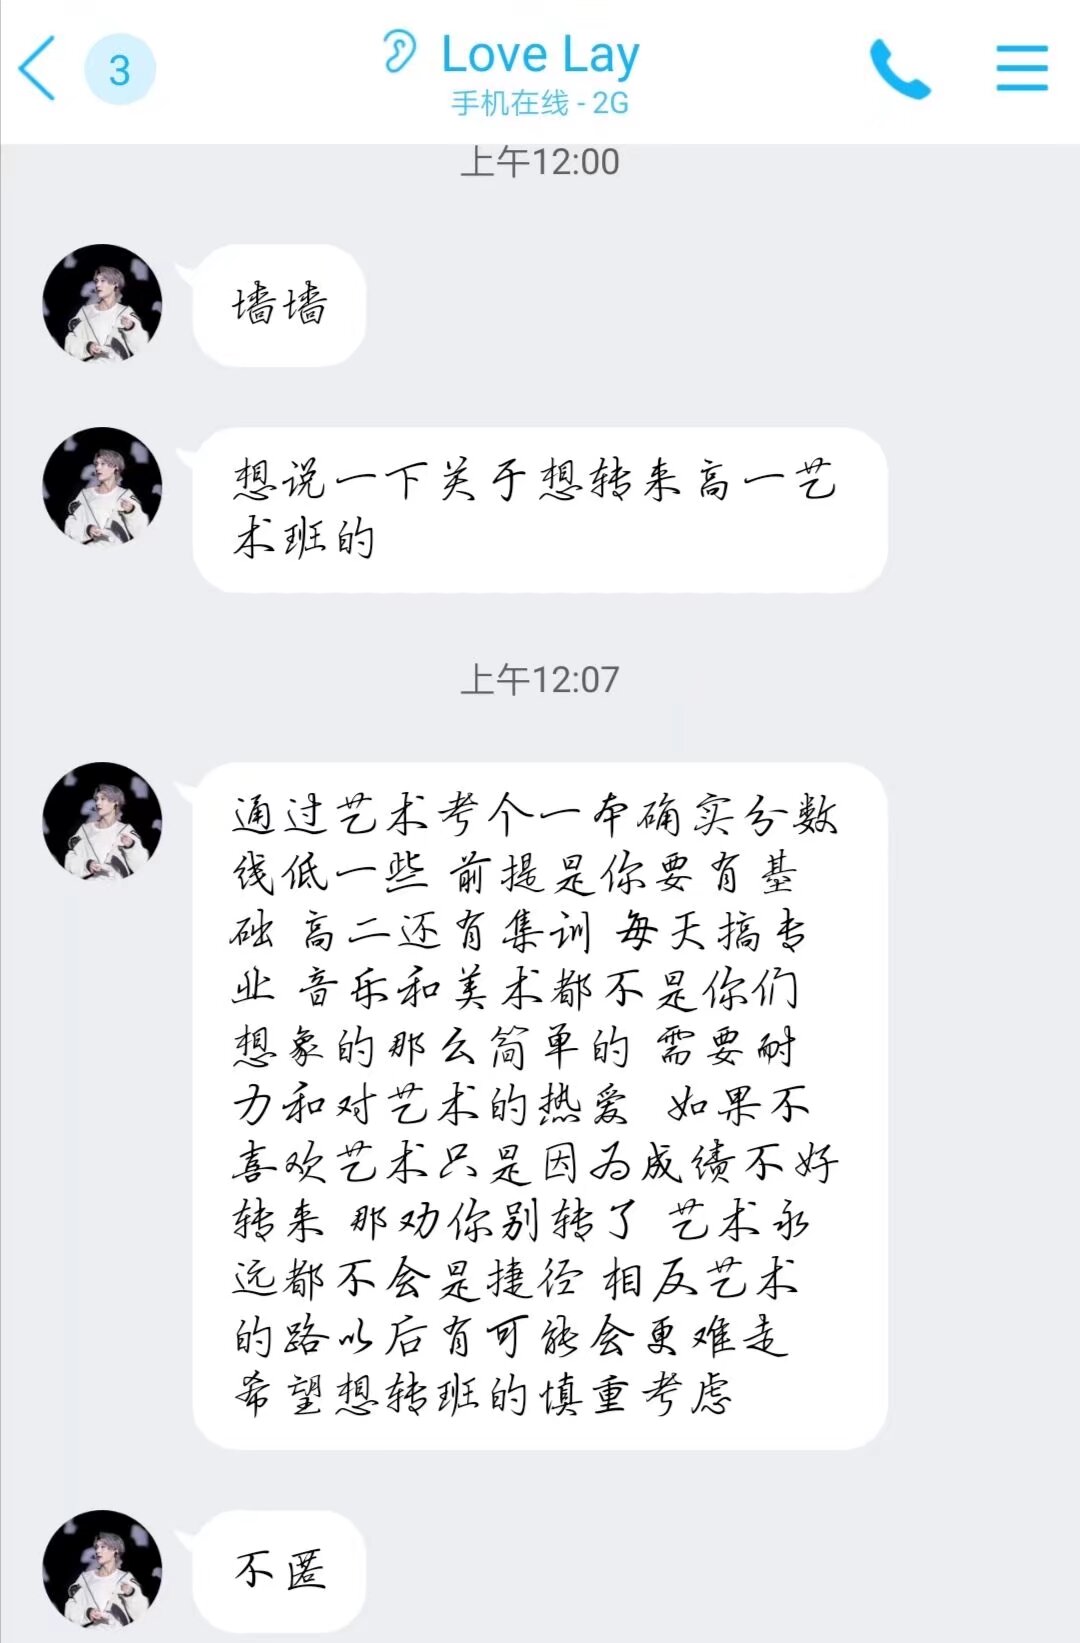 3
Love Lay
手机在线 - 2G
上午12:00
墙墙
想说一下关于想转来高一艺
术班的
上午12:07
通过艺术考个一本确实分数
线低一些 前提是你要有基
础 高二还有集训 每天搞专
业 音乐和美术都不是你们
想象的那么简单的 需要耐
力和对艺术的热爱  如果不
喜欢艺术只是因为成绩不好
转来 那劝你别转了 艺术永
远都不会是捷径 相反艺术
的路以后有可能会更难走
希望想转班的慎重考虑
不匿